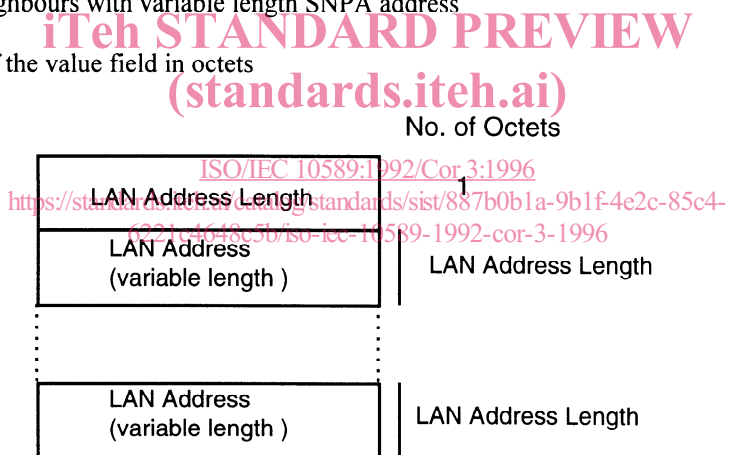 ghbours with variable length SNPA address
iTeh STANDARD PREVIEW
the value field in octets
(standards.iteh.ai)
No. of Octets
ISO/IEC 10589:1992/Cor 3:1996
LAN Address Length 1
https://standards.iteh.ai/catalog/standards/sist/887b0b1a-9b1f-4e2c-85c4-
6221c4648c5b/iso-iec-10589-1992-cor-3-1996
LAN Address
(variable length )
LAN Address Length
LAN Address
(variable length )
LAN Address Length